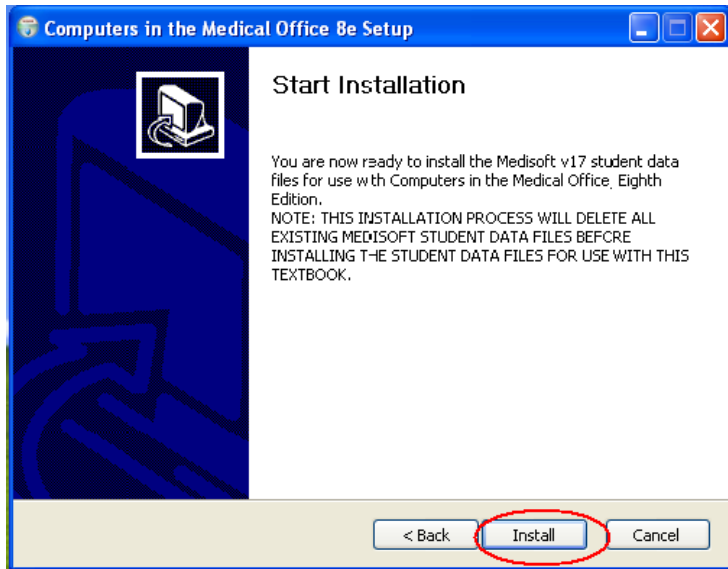 Computers in the Medical Office 8e Setup
Start Installation
You are now ready to install the Medisoft v17 student data
files for use with Computers in the Medical Office, Eighth
Edition.
NOTE: THIS INSTALLATION PROCESS WILL DELETE ALL
EXISTING MEDISOFT STUDENT DATA FILES BEFORE
INSTALLING THE STUDENT DATA FILES FOR USE WITH THIS
TEXTBOOK.
< Back
Install
Cancel